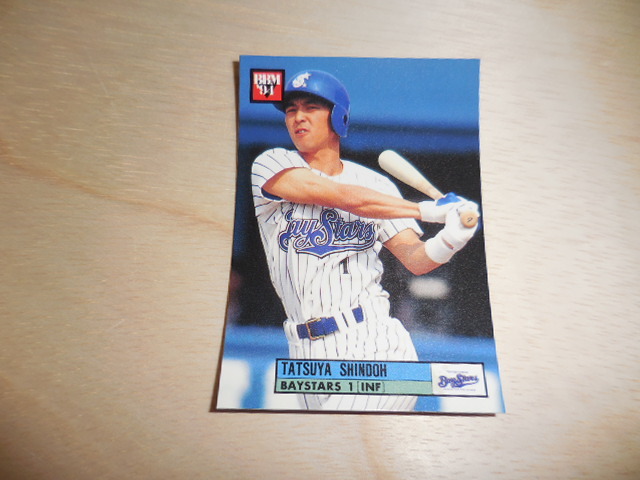 BBM
'94
BayStars
1
TATSUYA SHINDOH
BAYSTARS 1 INF
BayStars